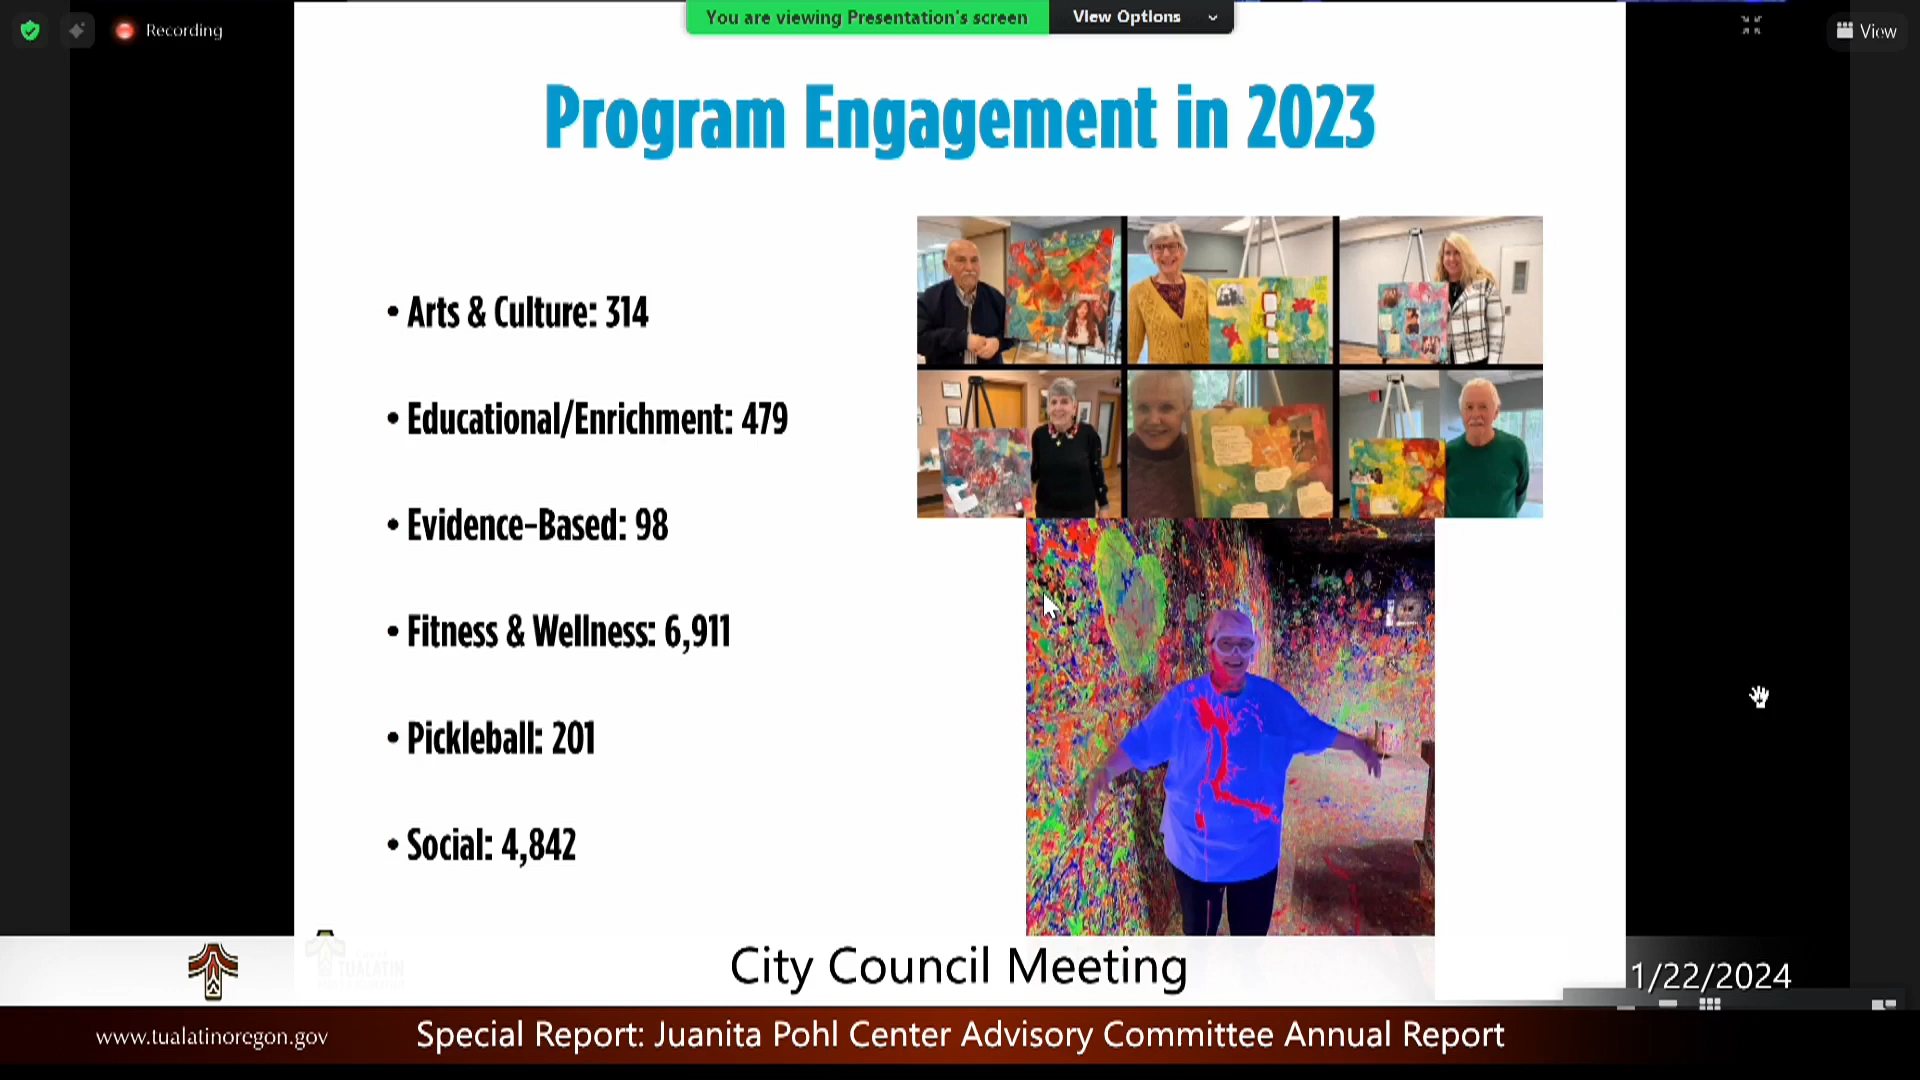 Recording
You are viewing Presentation's screen
View Options
View
Program Engagement in 2023
• Arts & Culture: 314
• Educational/Enrichment: 479
• Evidence-Based: 98
• Fitness & Wellness: 6,911
• Pickleball: 201
• Social: 4,842
TUALATIN
City Council Meeting
1/22/2024
www.tualatinoregon.gov
Special Report: Juanita Pohl Center Advisory Committee Annual Report